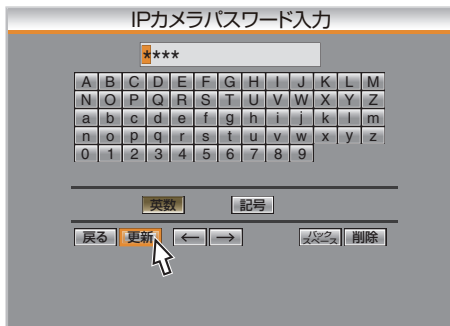 IPカメラパスワード入力
****
A B C D E F G H I J K L M
N O P Q R S T U V W X Y Z
a b c d e f g h i j k l m
n o p q r s t u v w x y z
0 1 2 3 4 5 6 7 8 9
英数 記号
戻る 更新 ← → バックスペース 削除